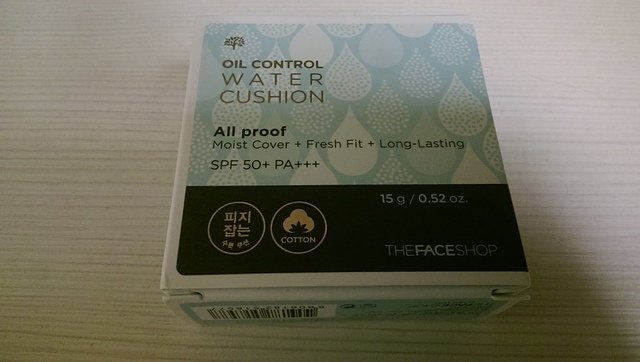 OIL CONTROL
WATER
CUSHION
All proof
Moist Cover + Fresh Fit + Long-Lasting
SPF 50+ PA+++
15 g / 0.52 oz.
피지
잡는
COTTON
THEFACESHOP